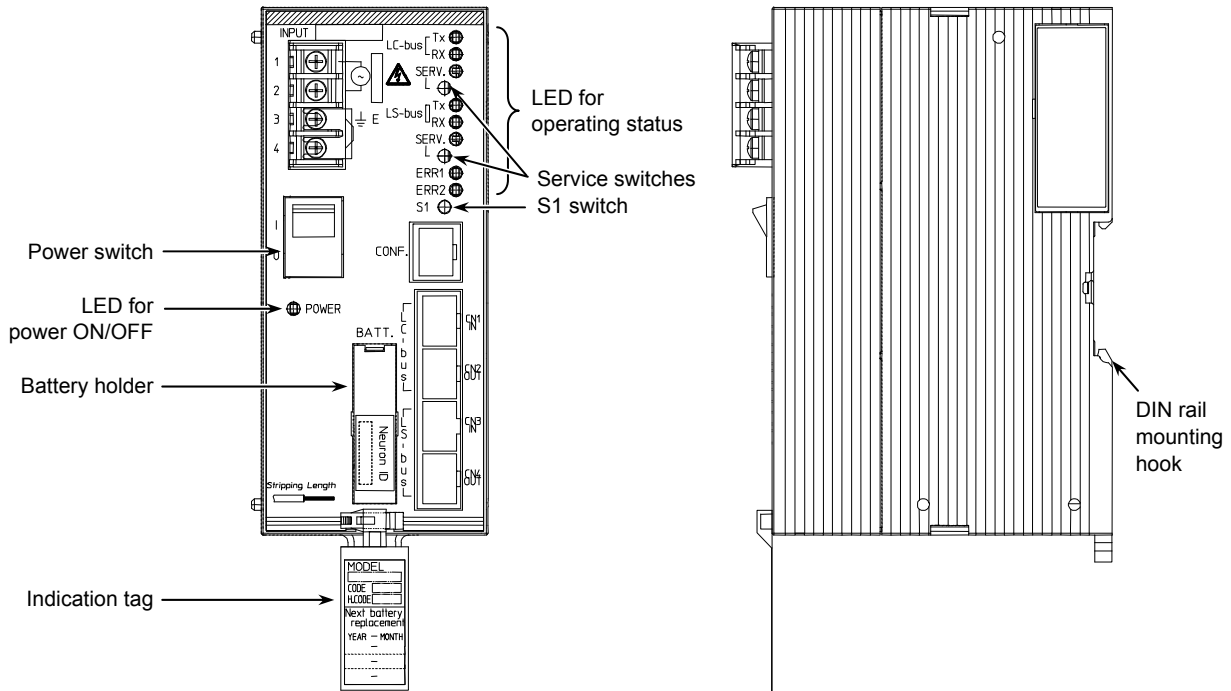 INPUT
1
2
3
4
E
LC-bus
Tx
RX
SERV.
L
LS-bus
Tx
RX
SERV.
L
ERR1
ERR2
S1
LED for
operating status
Service switches
S1 switch
I
Power switch
CONF.
LED for
power ON/OFF
POWER
BATT.
LC-bus
CN1
IN
CN2
OUT
Battery holder
Neuron ID
LS-bus
CN3
IN
CN4
OUT
Stripping Length
DIN rail
mounting
hook
Indication tag
MODEL
CODE
H.CODE
Next battery
replacement
YEAR - MONTH
-
-
-